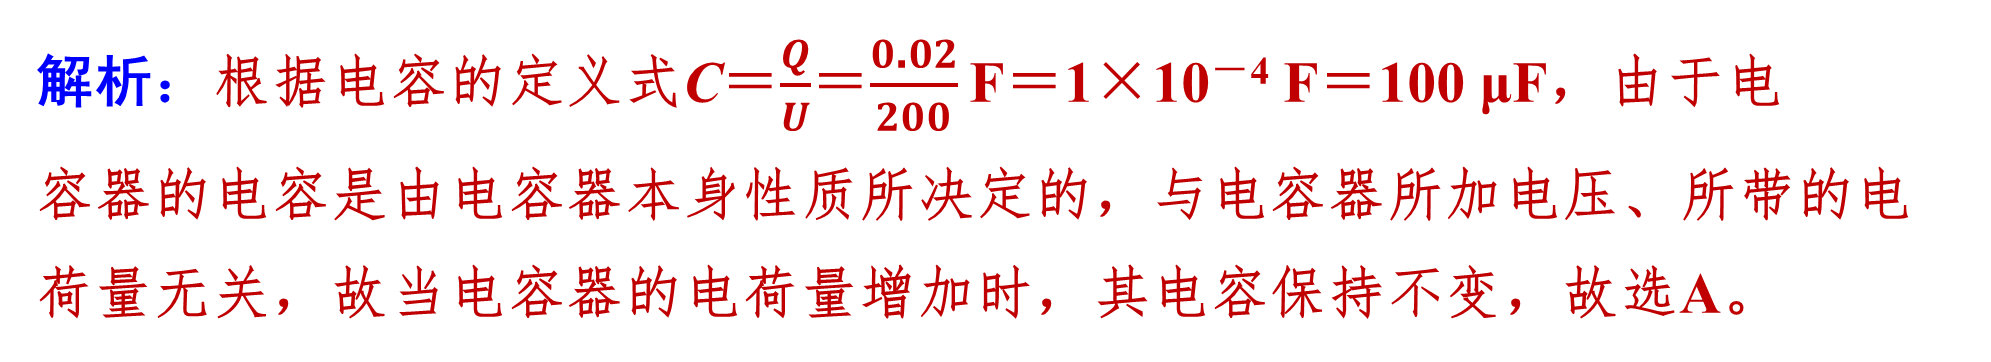 解析：根据电容的定义式C＝Q/U＝0.02/200 F＝1×10⁻⁴ F＝100 μF，由于电
容器的电容是由电容器本身性质所决定的，与电容器所加电压、所带的电
荷量无关，故当电容器的电荷量增加时，其电容保持不变，故选A。